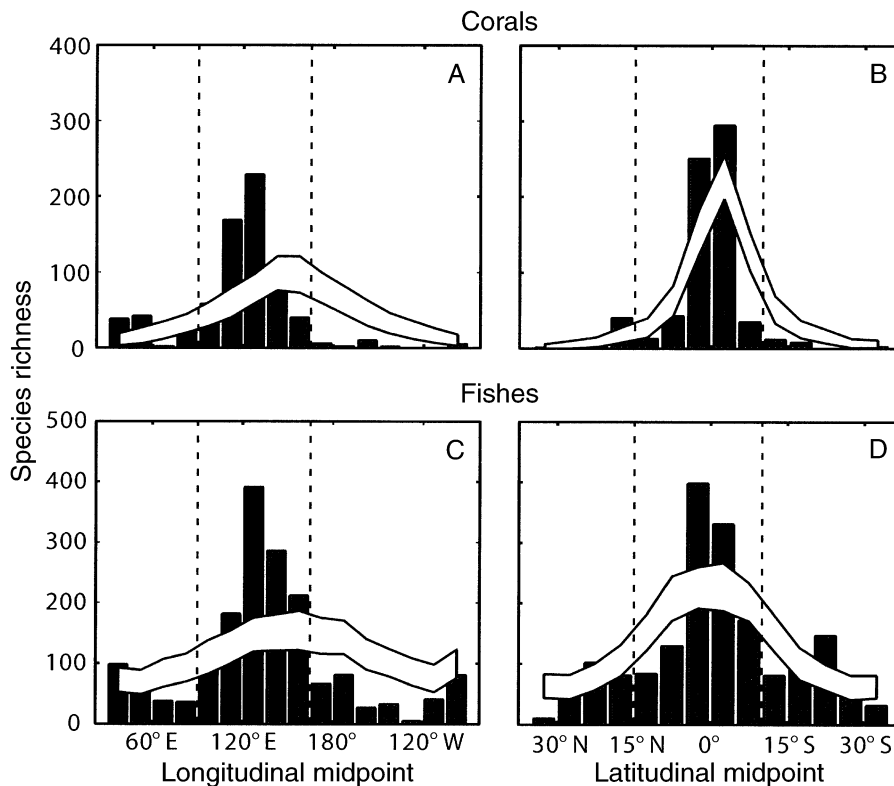 Corals
400
300
200
100
0
A
B
Species richness
Fishes
500
400
300
200
100
0
C
D
60° E 120° E 180° 120° W
30° N 15° N 0° 15° S 30° S
Longitudinal midpoint
Latitudinal midpoint